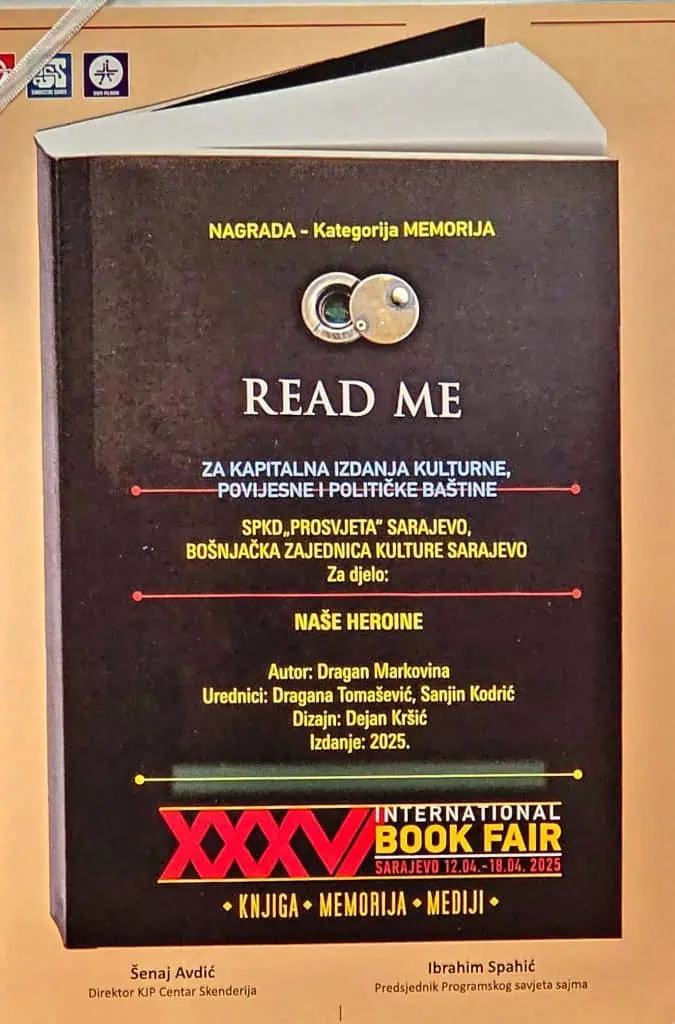 NAGRADA - Kategorija MEMORIJA
READ ME
ZA KAPITALNA IZDANJA KULTURNE,
POVIJESNE I POLITIČKE BAŠTINE
SPKD„PROSVJETA” SARAJEVO,
BOŠNJAČKA ZAJEDNICA KULTURE SARAJEVO
Za djelo:
NAŠE HEROINE
Autor: Dragan Markovina
Urednici: Dragana Tomašević, Sanjin Kodrić
Dizajn: Dejan Kršić
Izdanje: 2025.
XXXVI INTERNATIONAL
BOOK FAIR
SARAJEVO 12.04.-18.04. 2025
• KNJIGA • MEMORIJA • MEDIJI •
Šenaj Avdić
Direktor KJP Centar Skenderija
Ibrahim Spahić
Predsjednik Programskog savjeta sajma